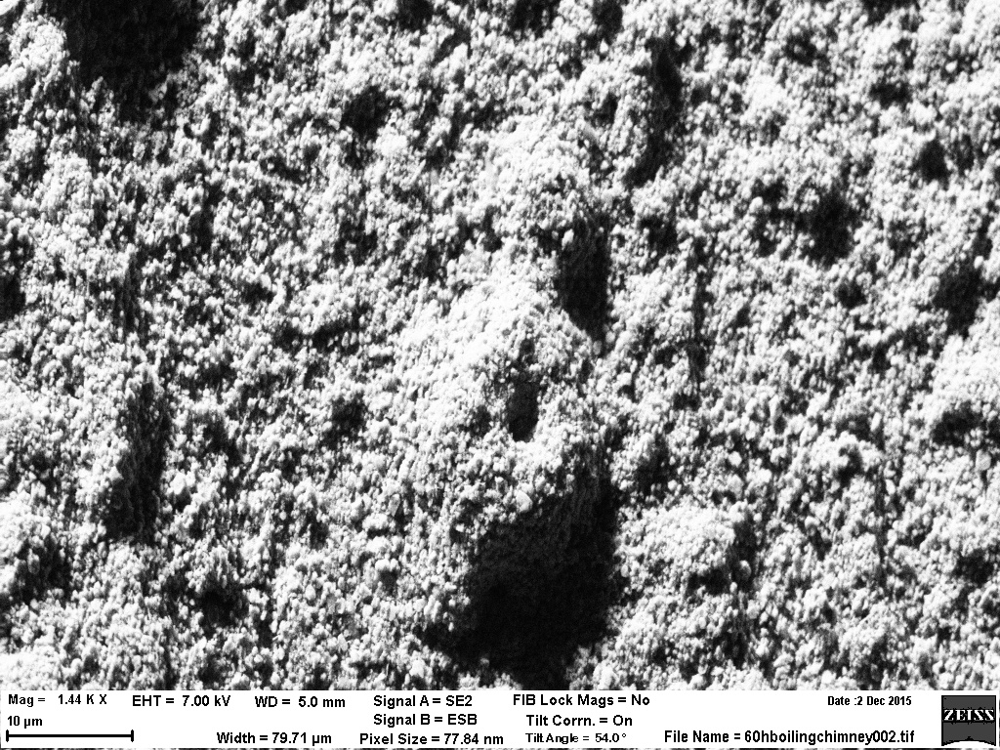 Mag = 1.44 K X EHT = 7.00 kV WD = 5.0 mm Signal A = SE2 FIB Lock Mags = No Date :2 Dec 2015
10 µm Signal B = ESB Tilt Corrn. = On ZEISS
Width = 79.71 µm Pixel Size = 77.84 nm Tilt Angle = 54.0° File Name = 60hboilingchimney002.tif